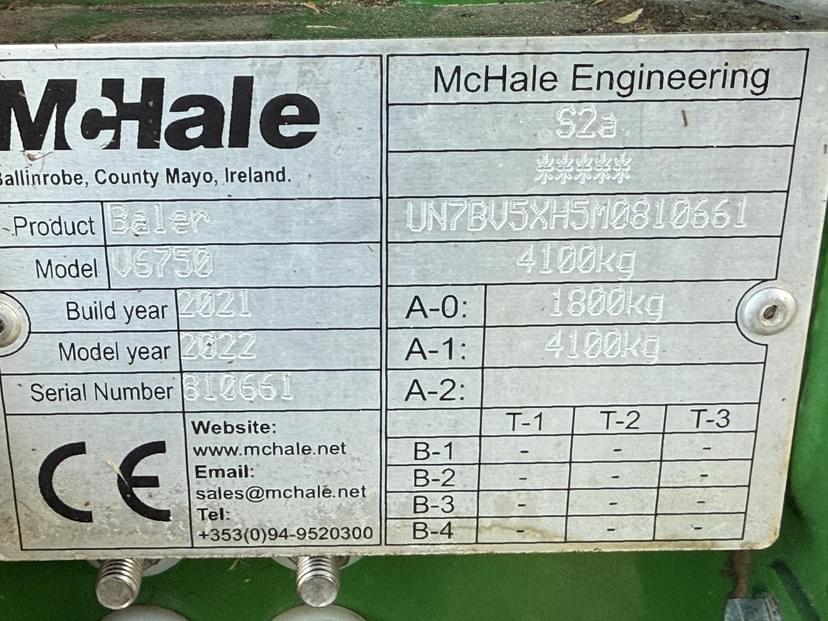 McHale
Ballinrobe, County Mayo, Ireland.
Product Baler
Model V6750
Build year 2021
Model year 2022
Serial Number 810661
CE
Website:
www.mchale.net
Email:
sales@mchale.net
Tel:
+353(0)94-9520300
McHale Engineering
S2a
*****
UN7BV5XH5M0810661
4100kg
A-0: 1800kg
A-1: 4100kg
A-2:
T-1 T-2 T-3
B-1 - - -
B-2 - - -
B-3 - - -
B-4 - - -